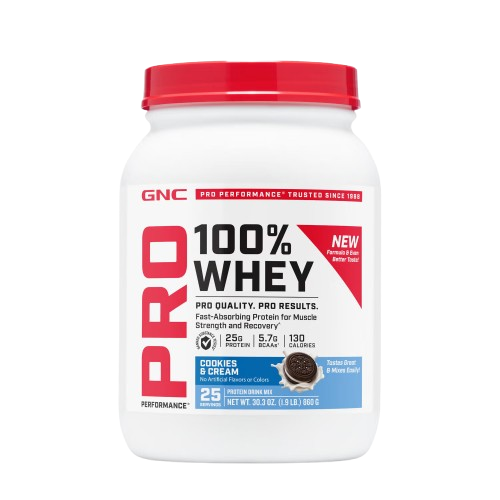 GNC PRO PERFORMANCE® TRUSTED SINCE 1998
PRO
PERFORMANCE®
100%
WHEY
NEW
Formula & Even
Better Taste!
PRO QUALITY. PRO RESULTS.
Fast-Absorbing Protein for Muscle
Strength and Recovery*
25G PROTEIN
5.7G BCAAs
130 CALORIES
COOKIES
& CREAM
No Artificial Flavors or Colors
Tastes Great
& Mixes Easily!
25 SERVINGS
PROTEIN DRINK MIX
NET WT. 30.3 OZ. (1.9 LB.) 860 G